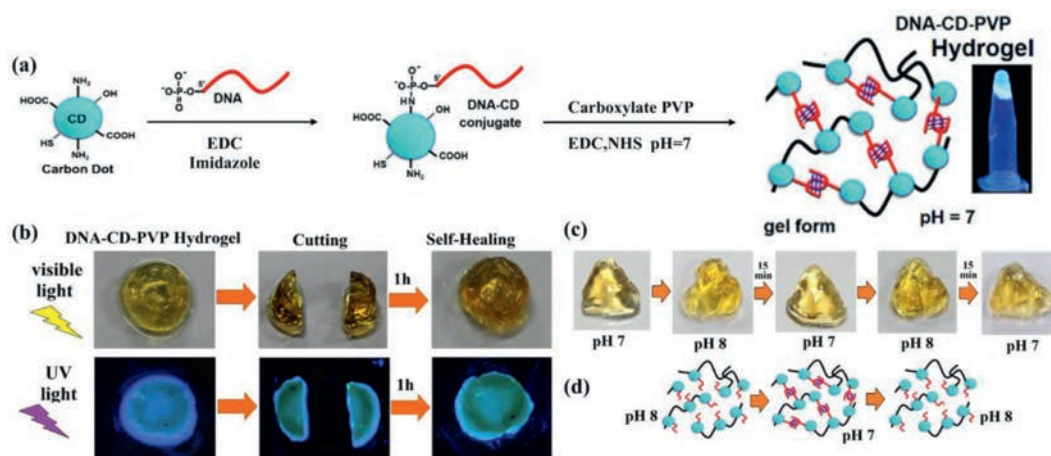 (a)
HOOC
NH₂
OH
CD
HS
COOH
NH₂
Carbon Dot
O⁻
⁻O-P-O
O
5'
DNA
EDC
Imidazole
O⁻
⁻O-P-O
5'
HN
HOOC
OH
HS
COOH
NH₂
DNA-CD
conjugate
Carboxylate PVP
EDC,NHS pH=7
DNA-CD-PVP
Hydrogel
gel form
pH = 7
(b)
DNA-CD-PVP Hydrogel
Cutting
Self-Healing
visible
light
1h
UV
light
1h
(c)
15
min
15
min
pH 7
pH 8
pH 7
pH 8
pH 7
(d)
pH 8
pH 7
pH 8